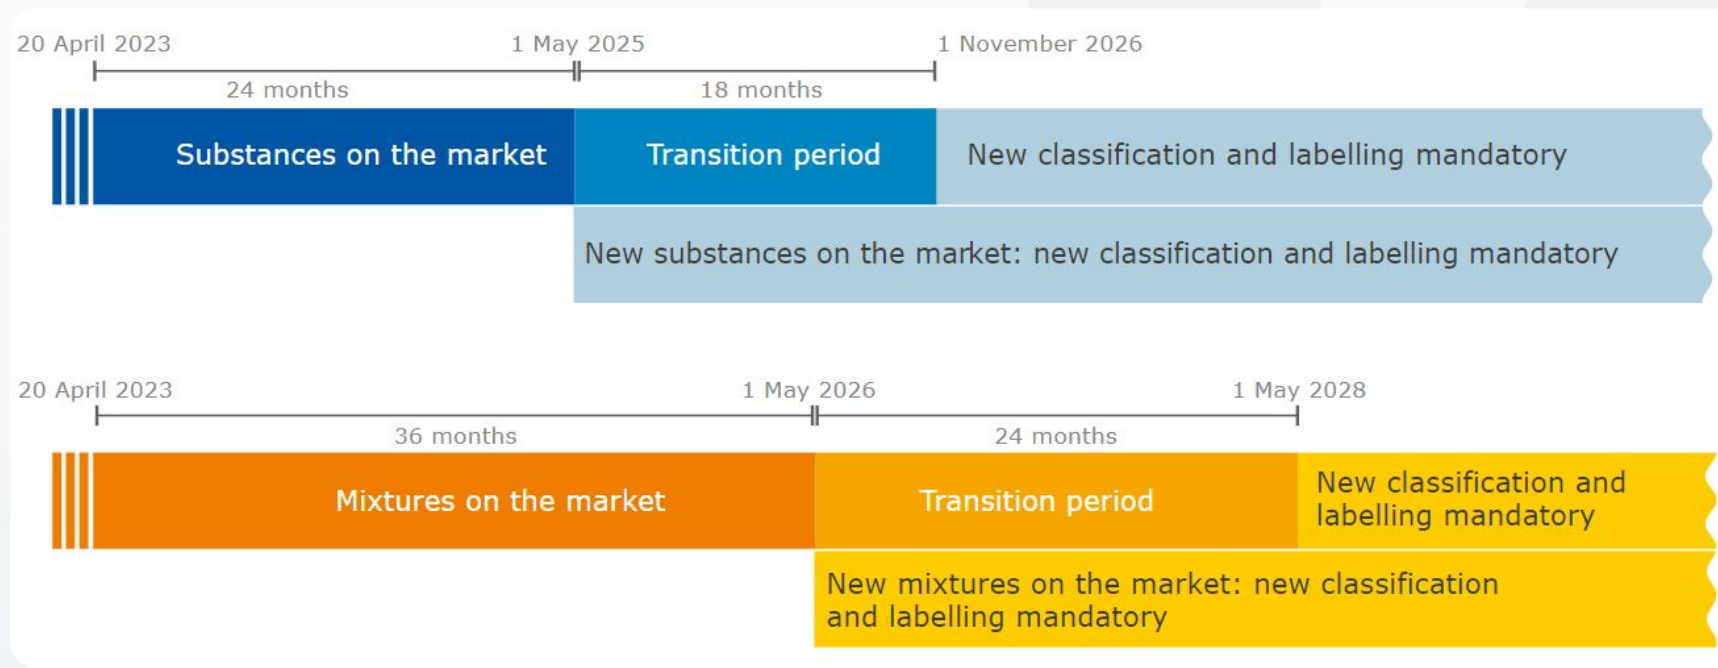 20 April 2023
1 May 2025
1 November 2026
24 months
18 months
Substances on the market
Transition period
New classification and labelling mandatory
New substances on the market: new classification and labelling mandatory
20 April 2023
1 May 2026
1 May 2028
36 months
24 months
Mixtures on the market
Transition period
New classification and
labelling mandatory
New mixtures on the market: new classification
and labelling mandatory